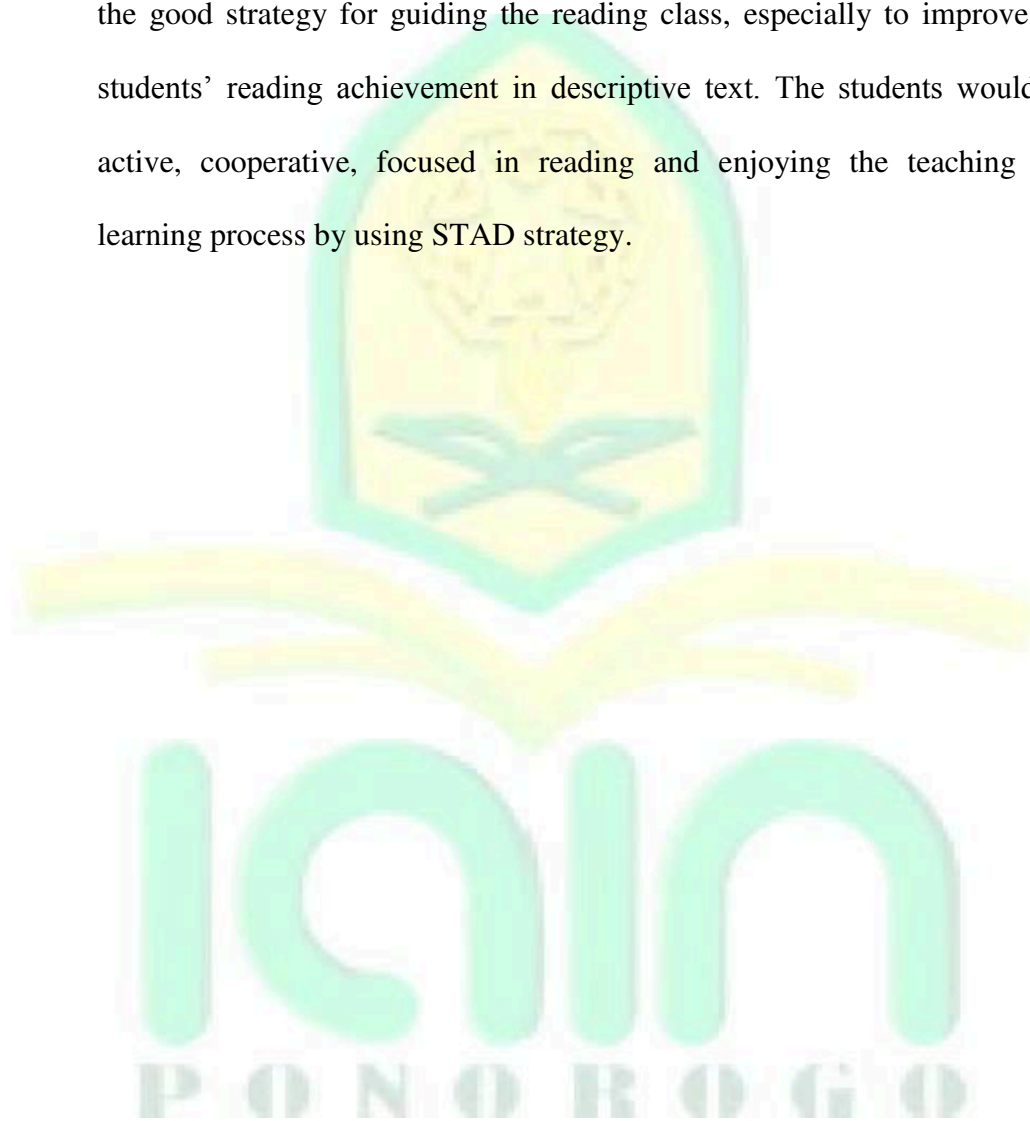 the good strategy for guiding the reading class, especially to improve
students’ reading achievement in descriptive text. The students would
active, cooperative, focused in reading and enjoying the teaching
learning process by using STAD strategy.
IAIN
PONOROGO